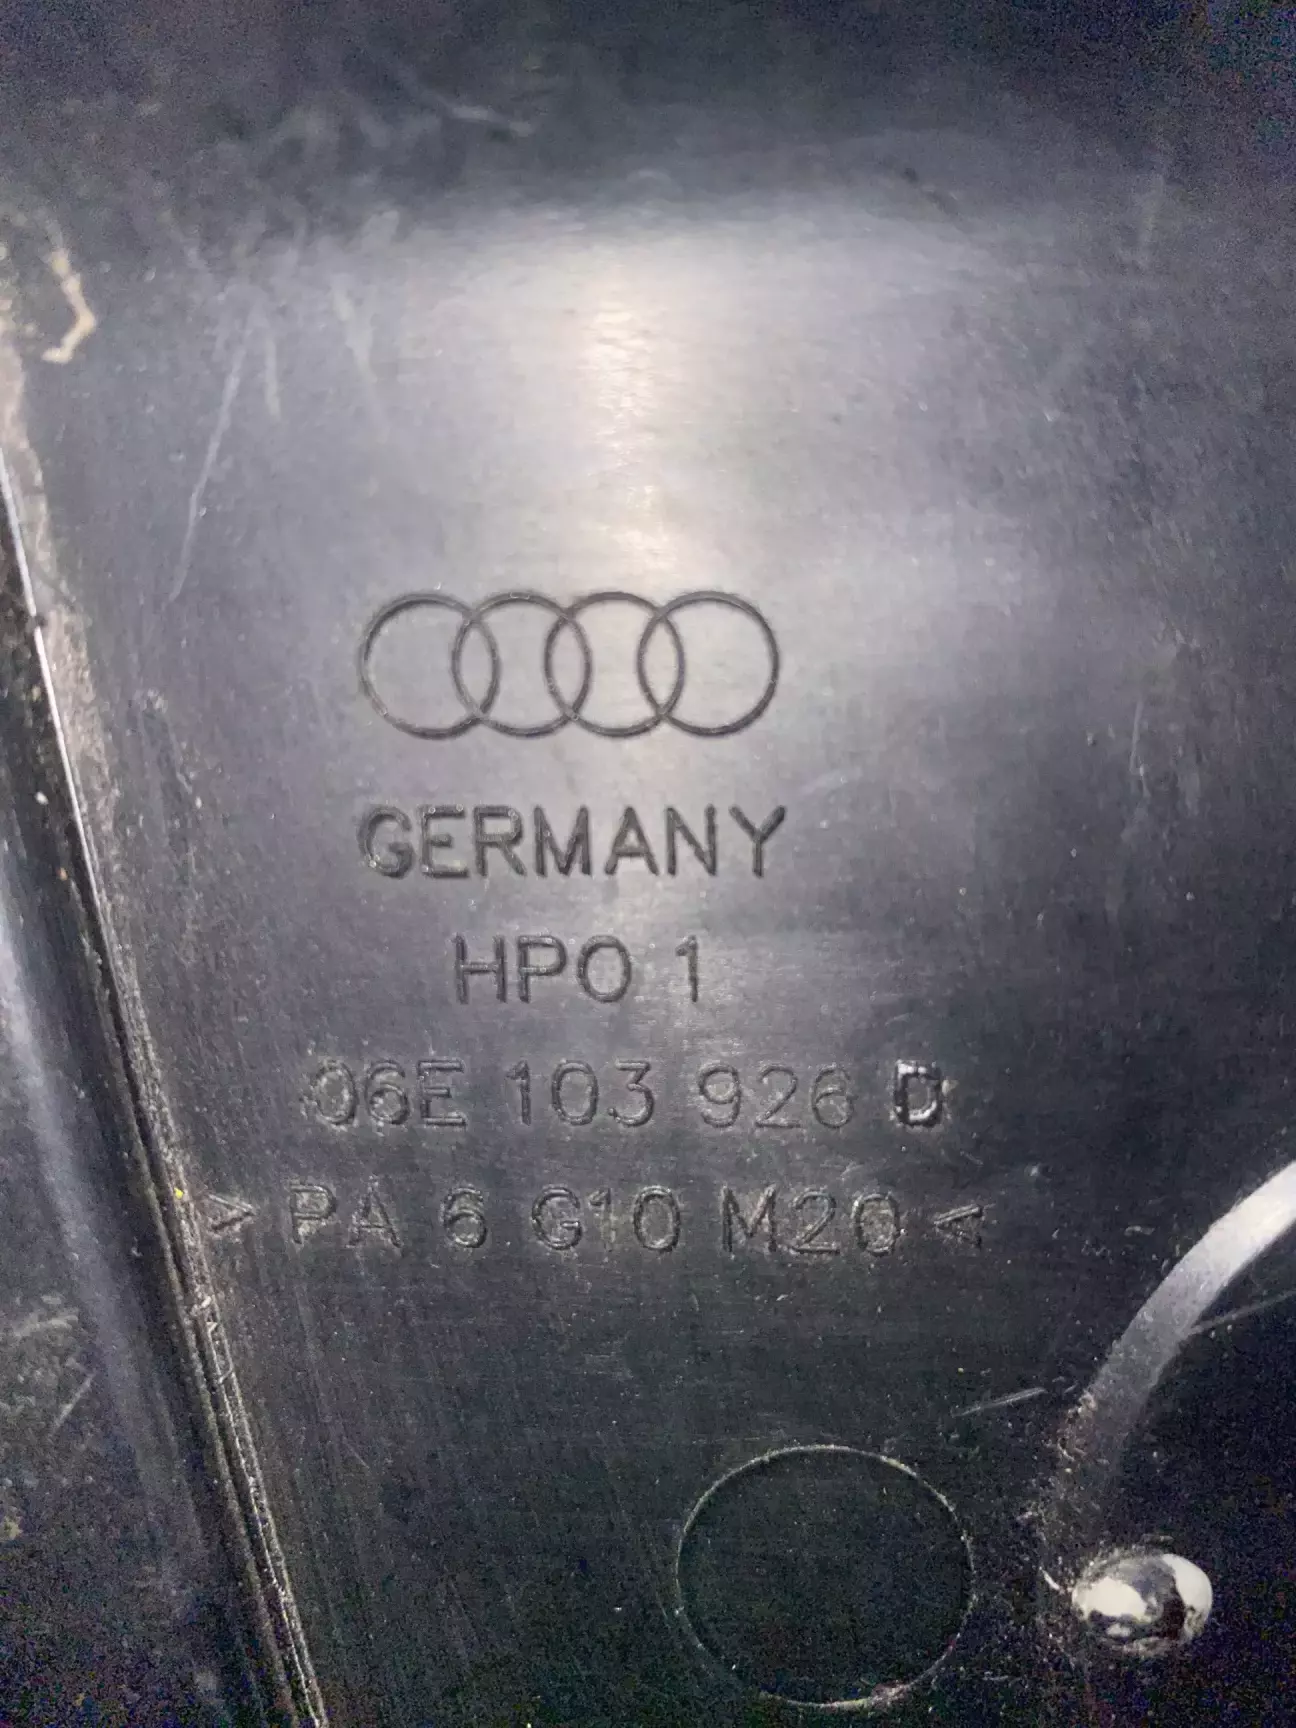 GERMANY
HPO 1
06E 103 926 D
> PA 6 G10 M20 <